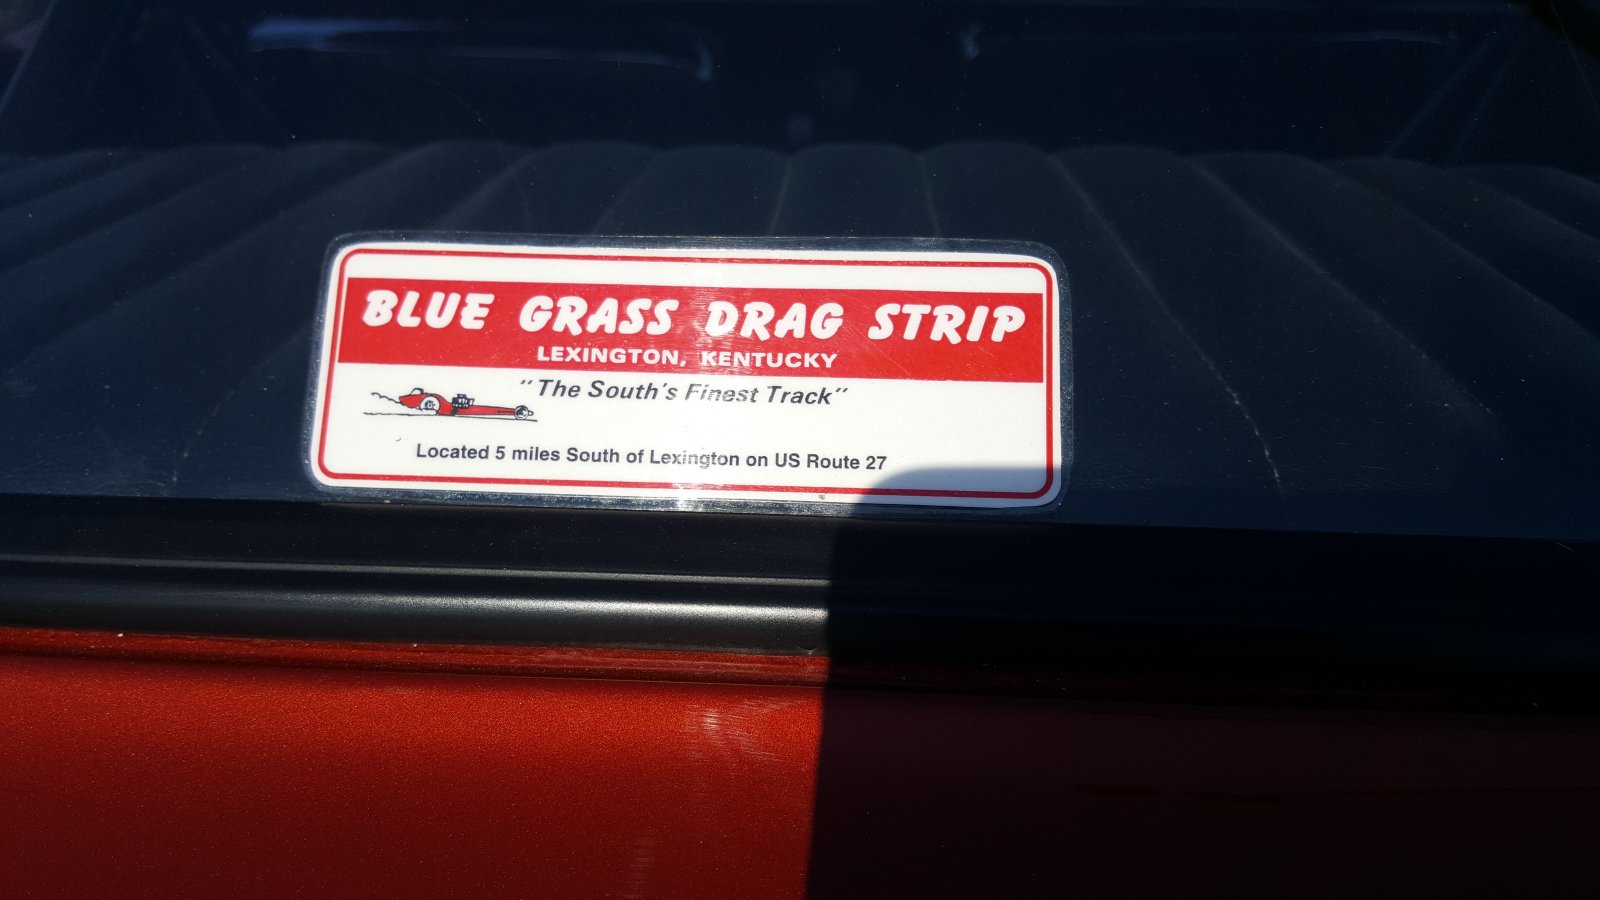 BLUE GRASS DRAG STRIP
LEXINGTON, KENTUCKY
"The South's Finest Track"
Located 5 miles South of Lexington on US Route 27